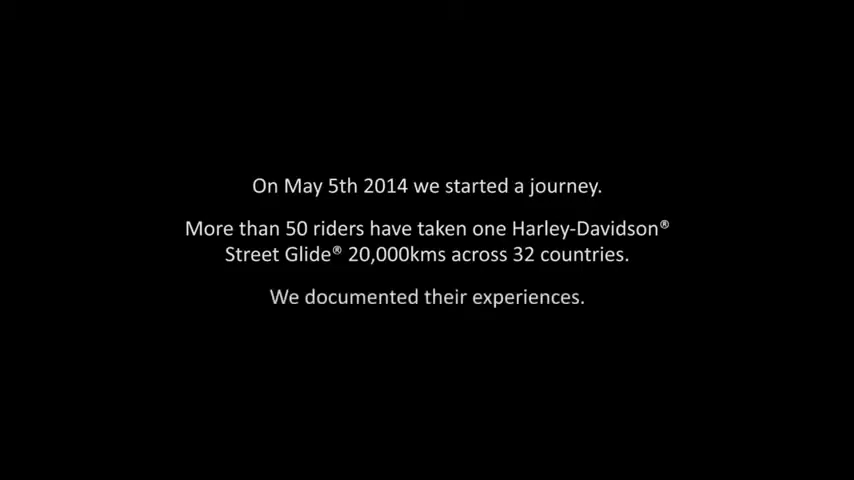 On May 5th 2014 we started a journey.
More than 50 riders have taken one Harley-Davidson®
Street Glide® 20,000kms across 32 countries.
We documented their experiences.